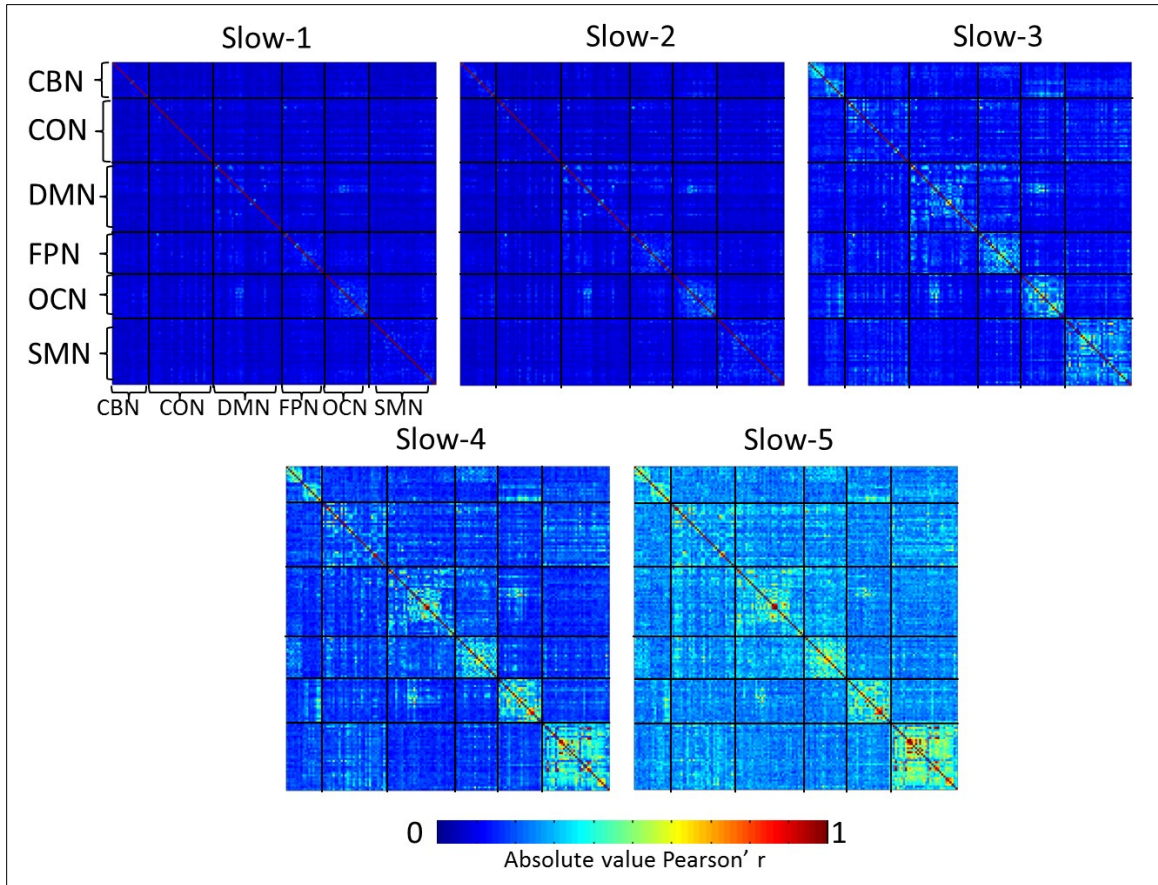 Slow-1 Slow-2 Slow-3
CBN
CON
DMN
FPN
OCN
SMN
CBN CON DMN FPN OCN SMN
Slow-4 Slow-5
0 1
Absolute value Pearson' r